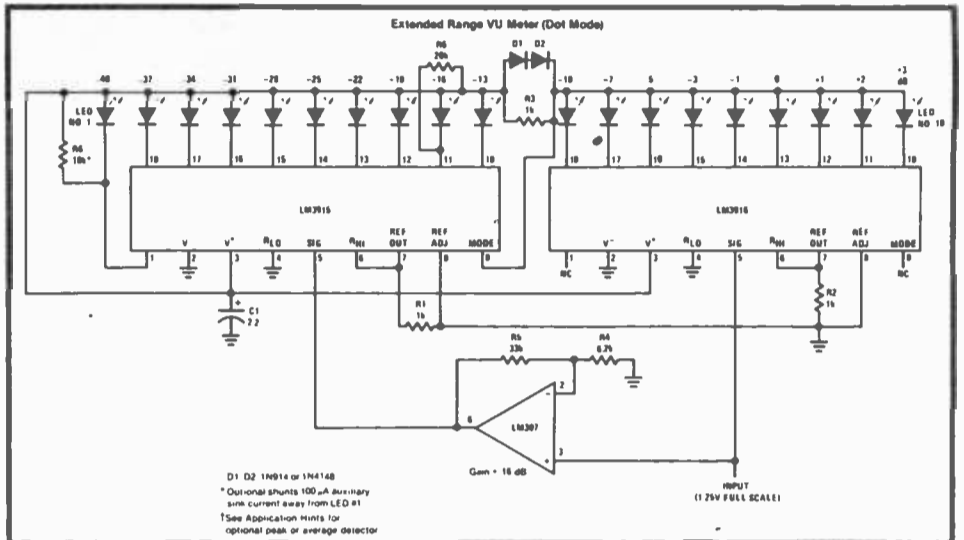 Extended Range VU Meter (Dot Mode)
R6
20k
D1 D2
-40 -37 -34 -31 -28 -25 -22 -19 -16 -13 -10 -7 5 -3 -1 0 +1 +2 +3
dB
LED
NO 1
R3
1k
LED
NO 10
R6
10k*
18 17 16 15 14 13 12 11 10
18 17 16 15 14 13 12 11 10
LM3915
LM3916
V V+ RLO SIG RHI REF OUT REF ADJ MODE
1 2 3 4 5 6 7 8 9
V- V+ RLO SIG RHI REF OUT REF ADJ MODE
1 2 3 4 5 6 7 8 9
NC
NC
C1
2.2
R1
1k
R2
1k
R5
33k
R4
6.2k
2
6
LM307
3
Gain = 16 dB
INPUT
(1.25V FULL SCALE)
D1 D2 1N914 or 1N4148
* Optional shunts 100 µA auxiliary
sink current away from LED #1
†See Application Hints for
optional peak or average detector